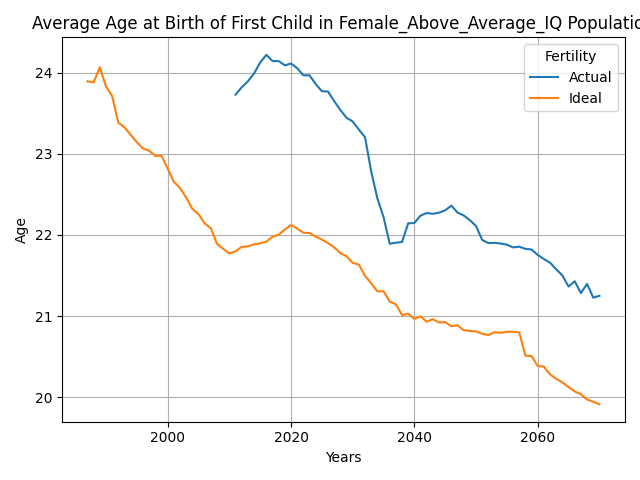 Average Age at Birth of First Child in Female_Above_Average_IQ Populatio
Fertility
Actual
Ideal
24
23
22
21
20
Age
2000 2020 2040 2060
Years